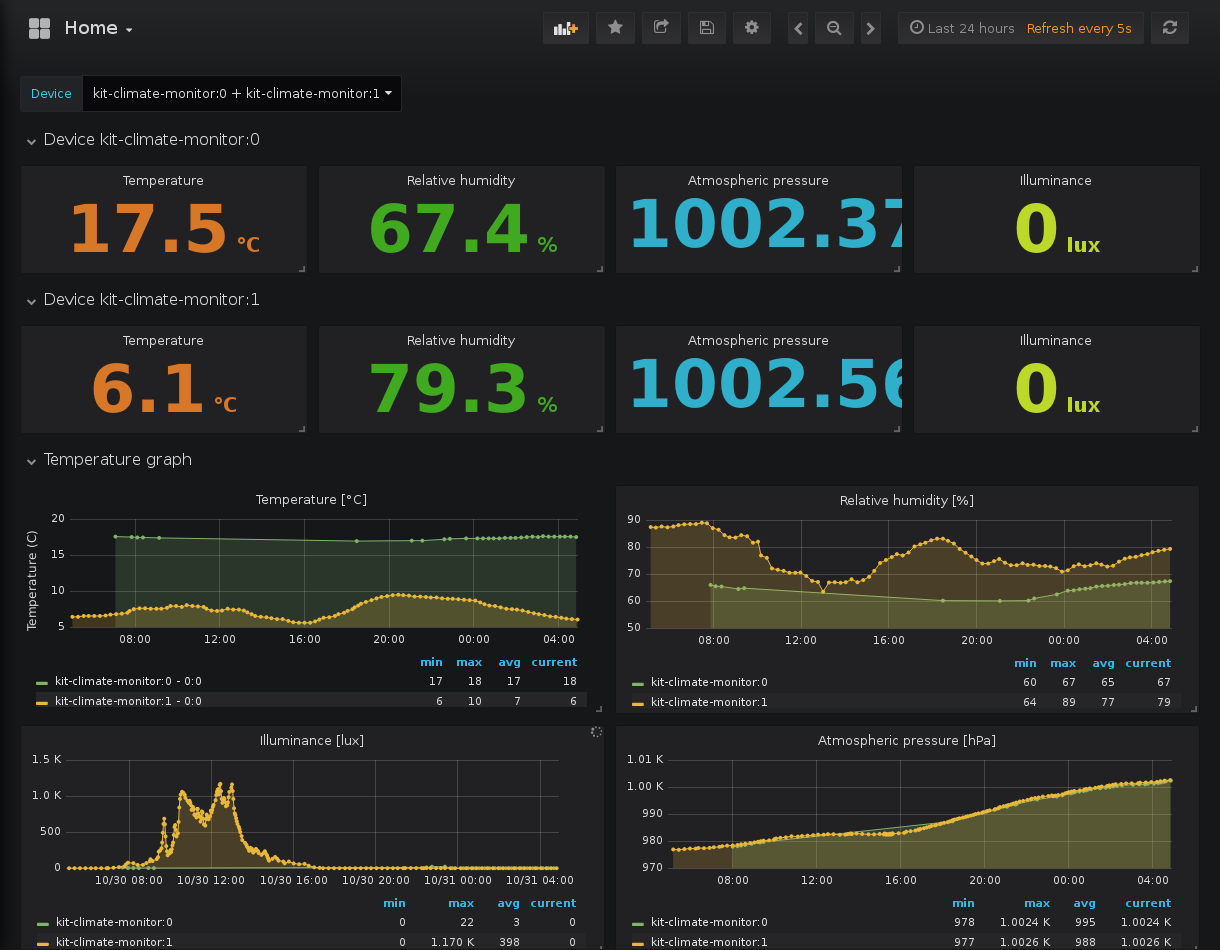 Home
Last 24 hours Refresh every 5s
Device kit-climate-monitor:0 + kit-climate-monitor:1
Device kit-climate-monitor:0
Temperature Relative humidity Atmospheric pressure Illuminance
17.5 °C 67.4 % 1002.37 0 lux
Device kit-climate-monitor:1
Temperature Relative humidity Atmospheric pressure Illuminance
6.1 °C 79.3 % 1002.56 0 lux
Temperature graph
Temperature [°C]
Temperature (C)
20
15
10
5
08:00 12:00 16:00 20:00 00:00 04:00
min max avg current
kit-climate-monitor:0 - 0:0 17 18 17 18
kit-climate-monitor:1 - 0:0 6 10 7 6
Relative humidity [%]
90
80
70
60
50
08:00 12:00 16:00 20:00 00:00 04:00
min max avg current
kit-climate-monitor:0 60 67 65 67
kit-climate-monitor:1 64 89 77 79
Illuminance [lux]
1.5 K
1.0 K
500
0
10/30 08:00 10/30 12:00 10/30 16:00 10/30 20:00 10/31 00:00 10/31 04:00
min max avg current
kit-climate-monitor:0 0 22 3 0
kit-climate-monitor:1 0 1.170 K 398 0
Atmospheric pressure [hPa]
1.01 K
1.00 K
990
980
970
08:00 12:00 16:00 20:00 00:00 04:00
min max avg current
kit-climate-monitor:0 978 1.0024 K 995 1.0024 K
kit-climate-monitor:1 977 1.0026 K 988 1.0026 K